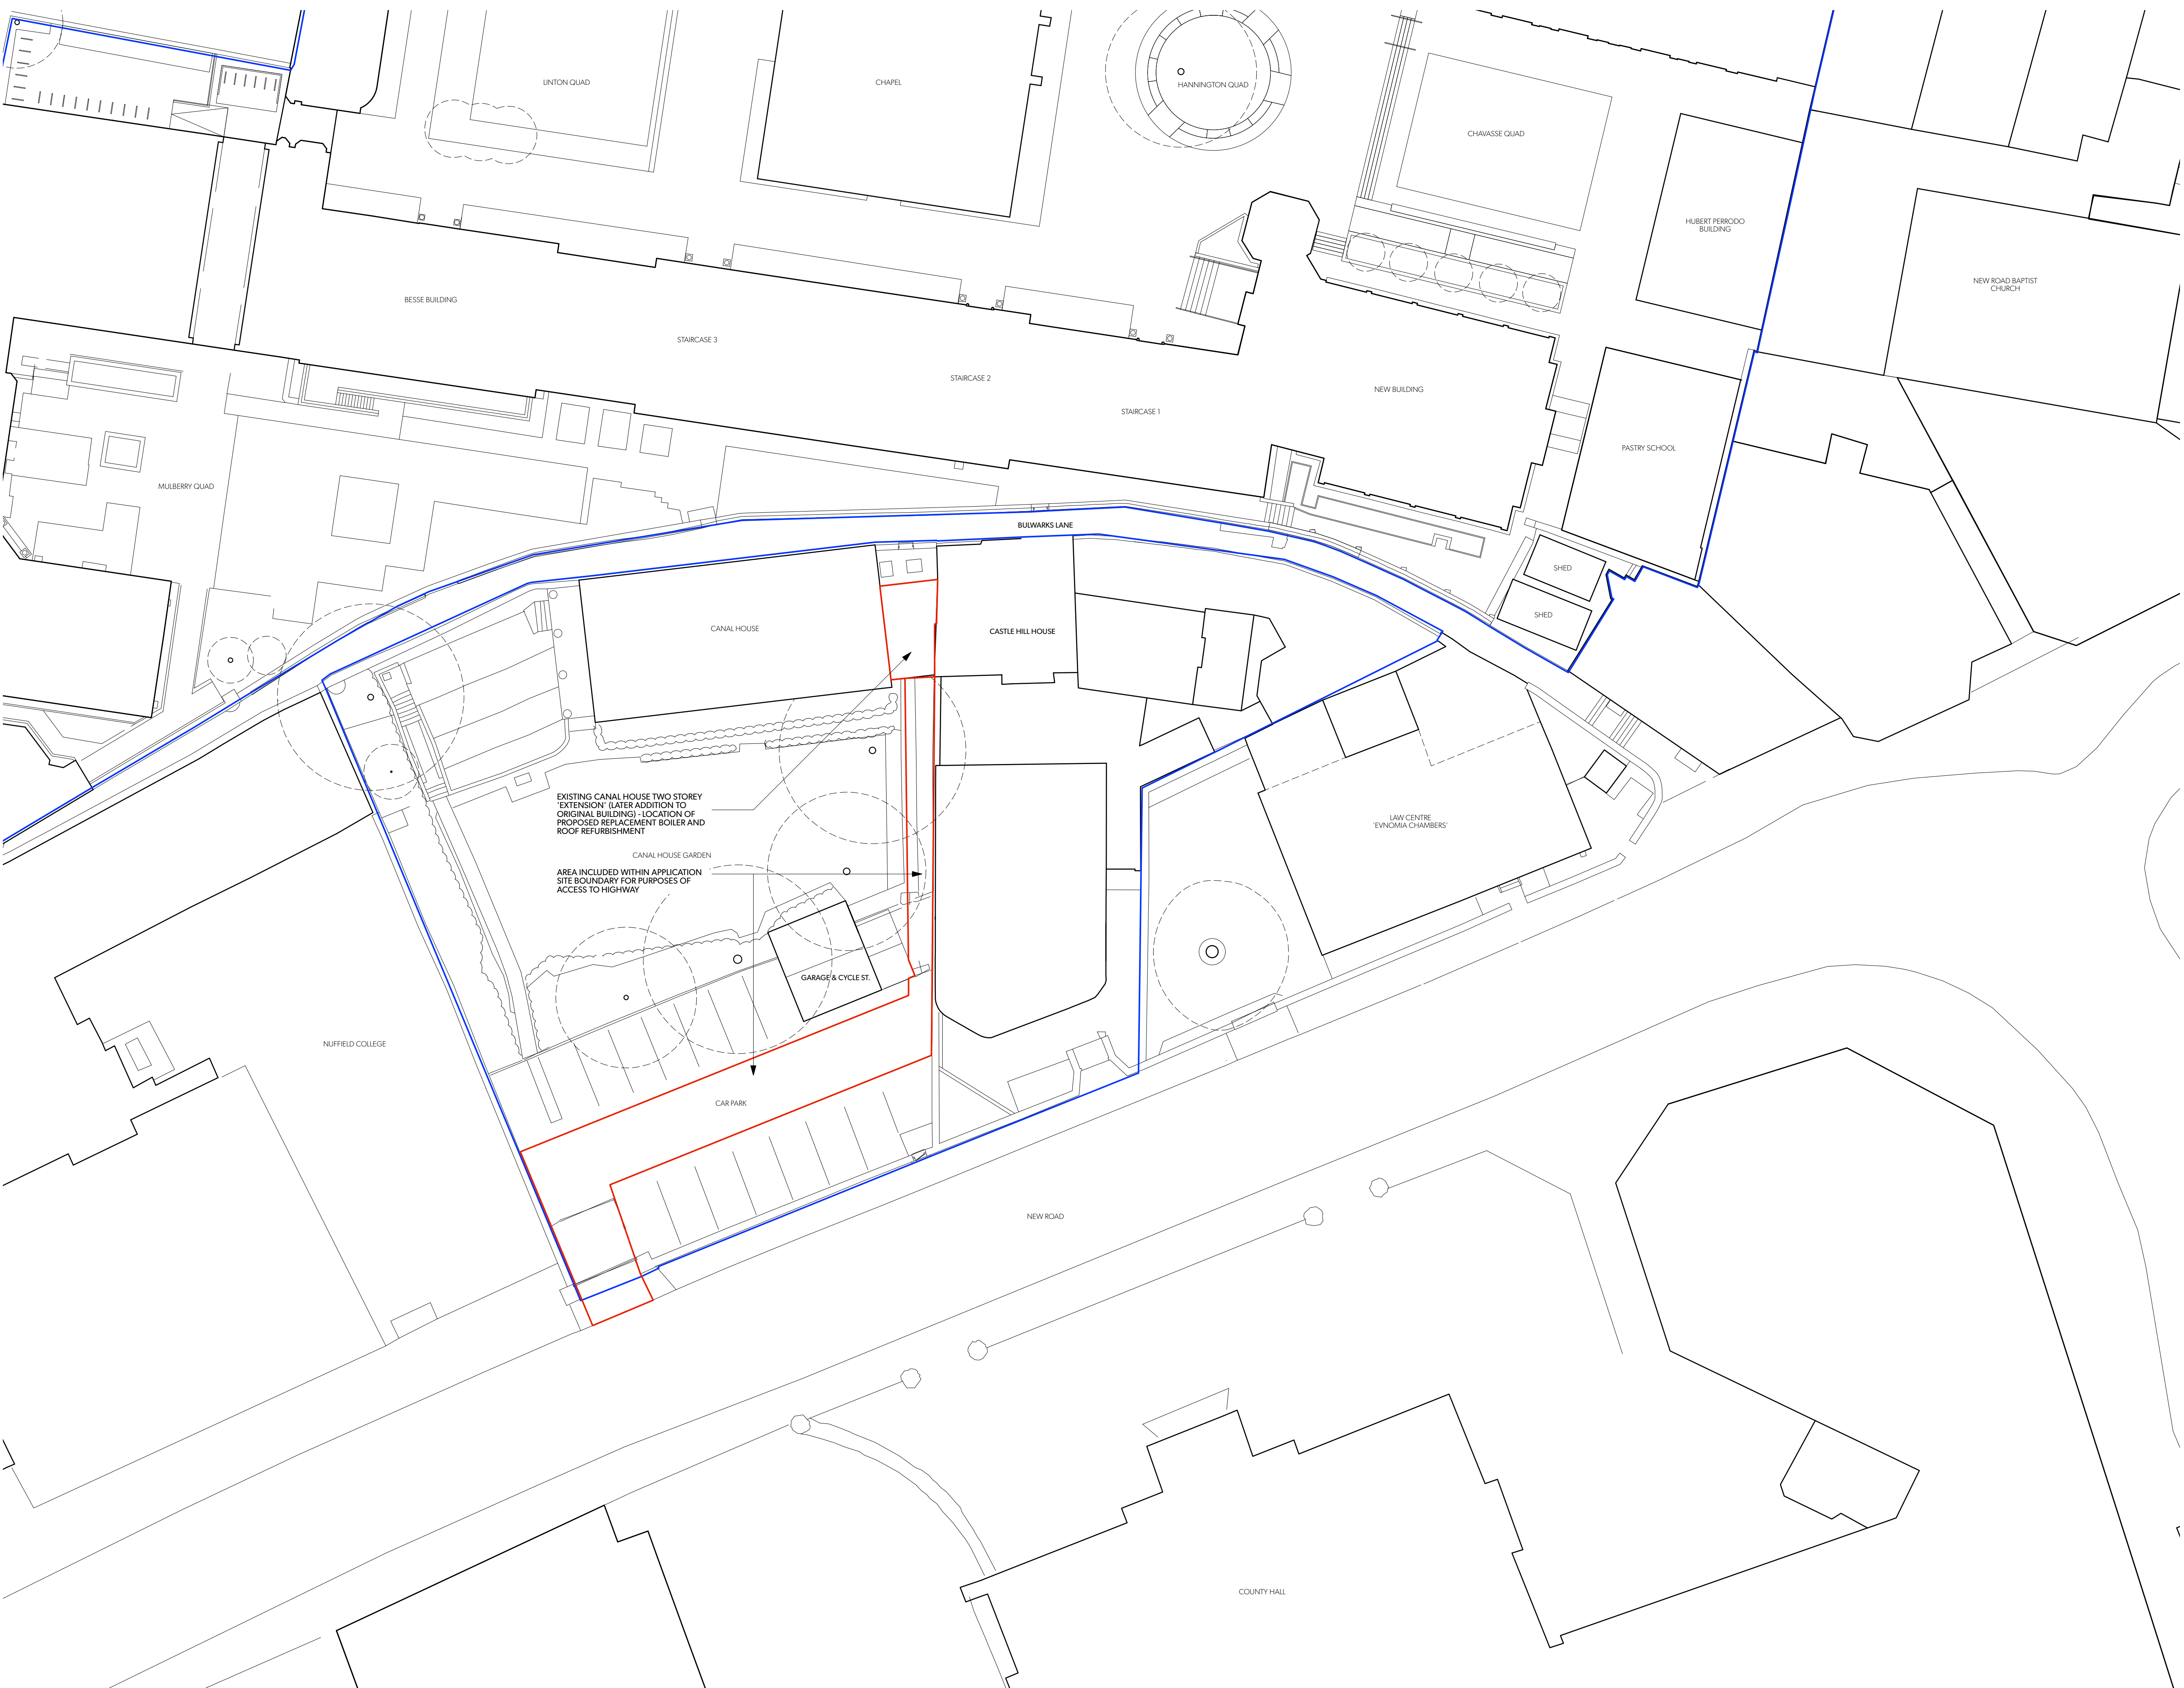 LINTON QUAD
CHAPEL
HANNINGTON QUAD
CHAVASSE QUAD
HUBERT PERRODO
BUILDING
NEW ROAD BAPTIST
CHURCH
BESSE BUILDING
STAIRCASE 3
STAIRCASE 2
STAIRCASE 1
NEW BUILDING
PASTRY SCHOOL
MULBERRY QUAD
BULWARKS LANE
SHED
SHED
CANAL HOUSE
CASTLE HILL HOUSE
EXISTING CANAL HOUSE TWO STOREY
'EXTENSION' (LATER ADDITION TO
ORIGINAL BUILDING) - LOCATION OF
PROPOSED REPLACEMENT BOILER AND
ROOF REFURBISHMENT
LAW CENTRE
'EVNOMIA CHAMBERS'
CANAL HOUSE GARDEN
AREA INCLUDED WITHIN APPLICATION
SITE BOUNDARY FOR PURPOSES OF
ACCESS TO HIGHWAY
GARAGE & CYCLE ST.
NUFFIELD COLLEGE
CAR PARK
NEW ROAD
COUNTY HALL